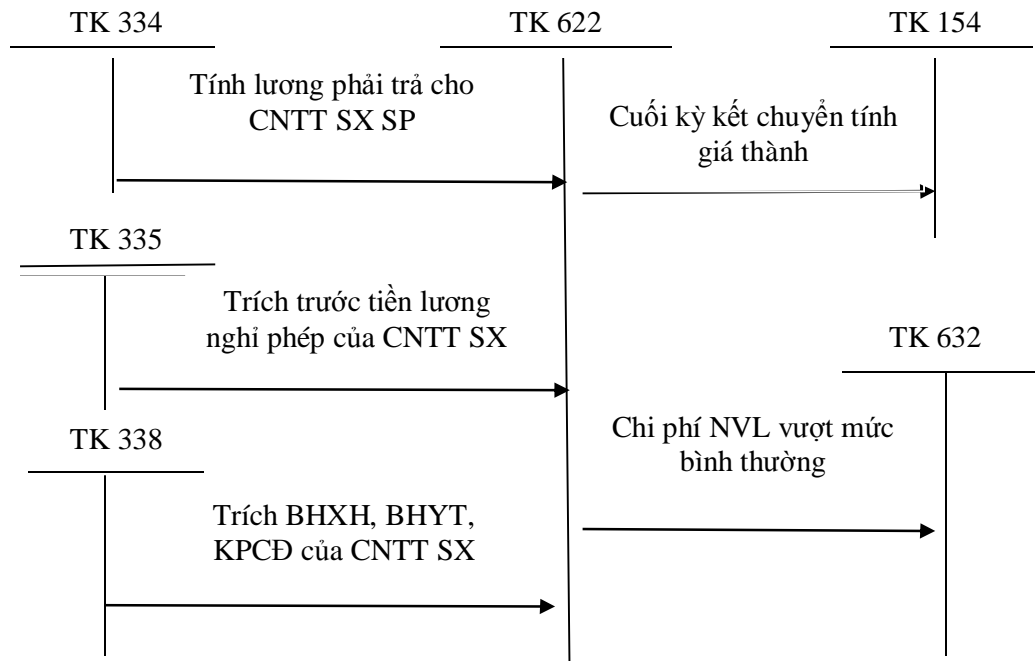 TK 334
TK 622
TK 154
Tính lương phải trả cho
CNTT SX SP
Cuối kỳ kết chuyển tính
giá thành
TK 335
Trích trước tiền lương
nghỉ phép của CNTT SX
TK 632
TK 338
Chi phí NVL vượt mức
bình thường
Trích BHXH, BHYT,
KPCĐ của CNTT SX